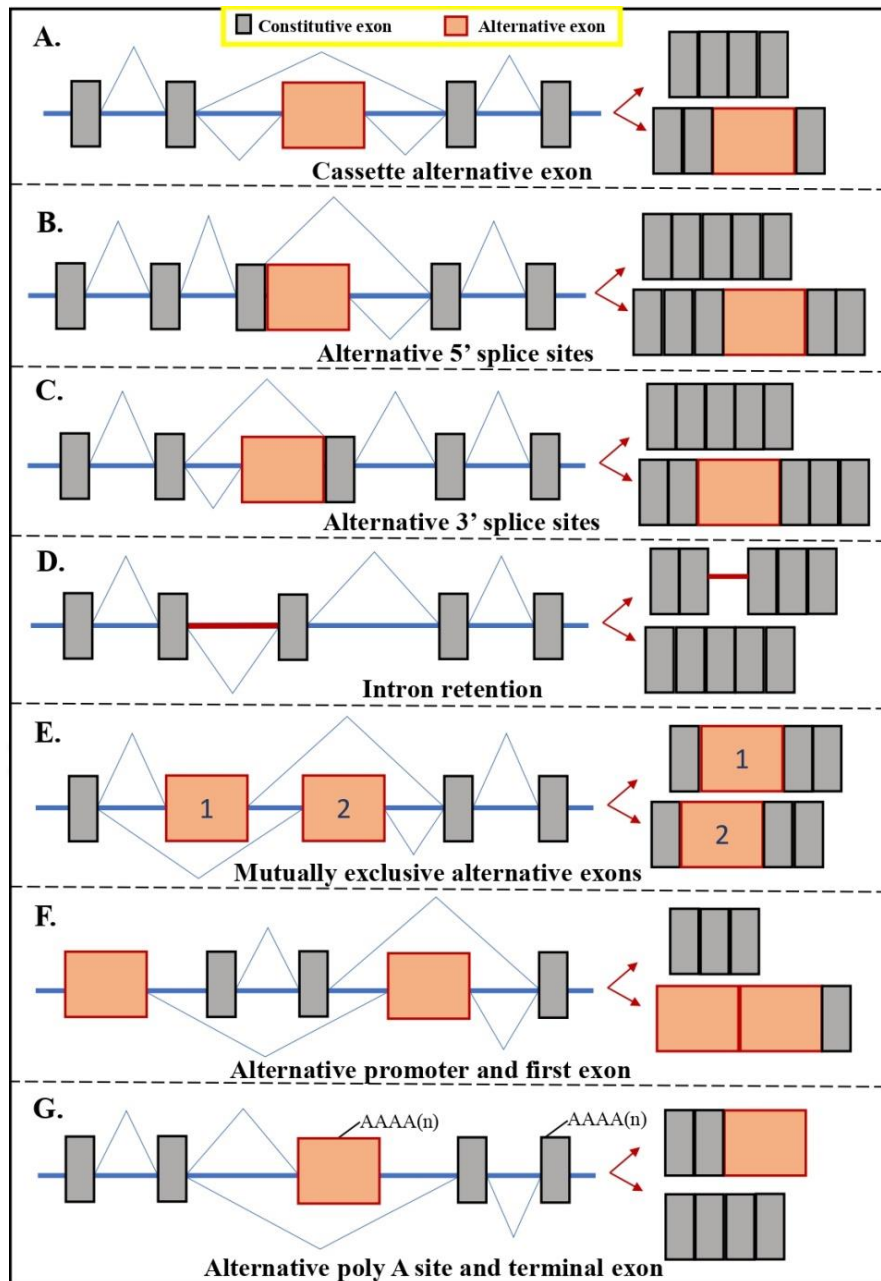 Constitutive exon Alternative exon
A.
Cassette alternative exon
B.
Alternative 5’ splice sites
C.
Alternative 3’ splice sites
D.
Intron retention
E.
1
2
1
2
Mutually exclusive alternative exons
F.
Alternative promoter and first exon
G.
AAAA(n)
AAAA(n)
Alternative poly A site and terminal exon